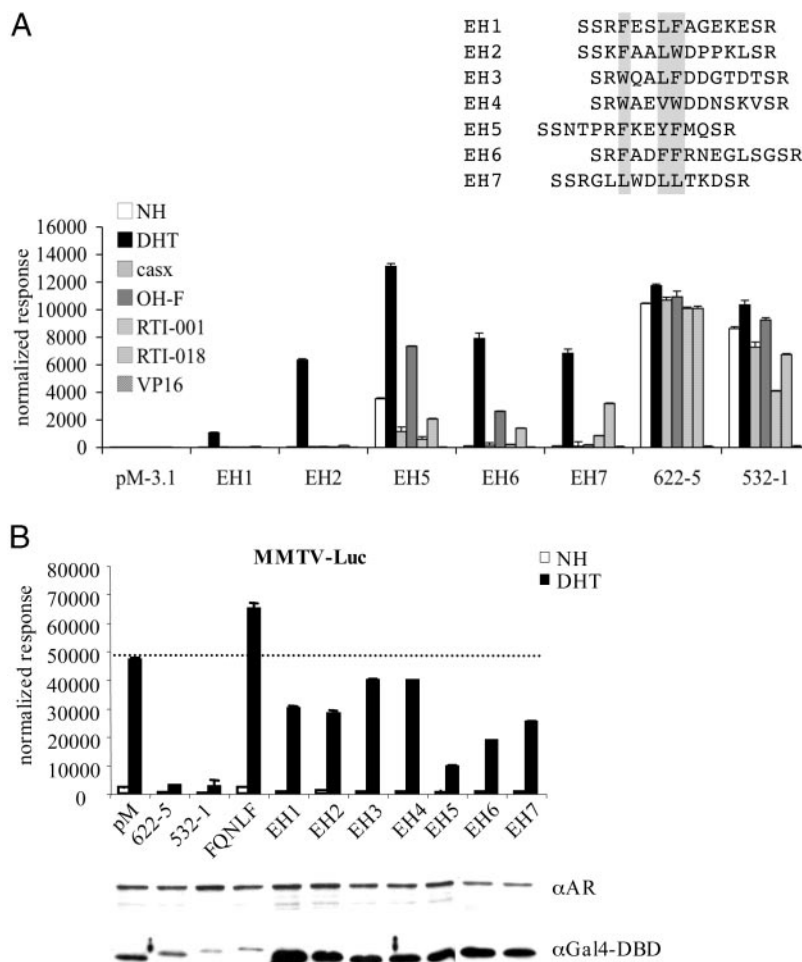 A
EH1 SSRFESLFAGEKESR
EH2 SSKFAALWDPPKLSR
EH3 SRWQALFDDGTDTSR
EH4 SRWAEVWDDNSKVSR
EH5 SSNTPRFKEYFMQSR
EH6 SRFADFFRNEGLSGSR
EH7 SSRGLLWDLLTKDSR
NH
DHT
casx
OH-F
RTI-001
RTI-018
VP16
normalized response
16000
14000
12000
10000
8000
6000
4000
2000
0
pM-3.1 EH1 EH2 EH5 EH6 EH7 622-5 532-1
B
MMTV-Luc
NH
DHT
normalized response
80000
70000
60000
50000
40000
30000
20000
10000
0
pM 622-5 532-1 FQNLF EH1 EH2 EH3 EH4 EH5 EH6 EH7
αAR
αGal4-DBD